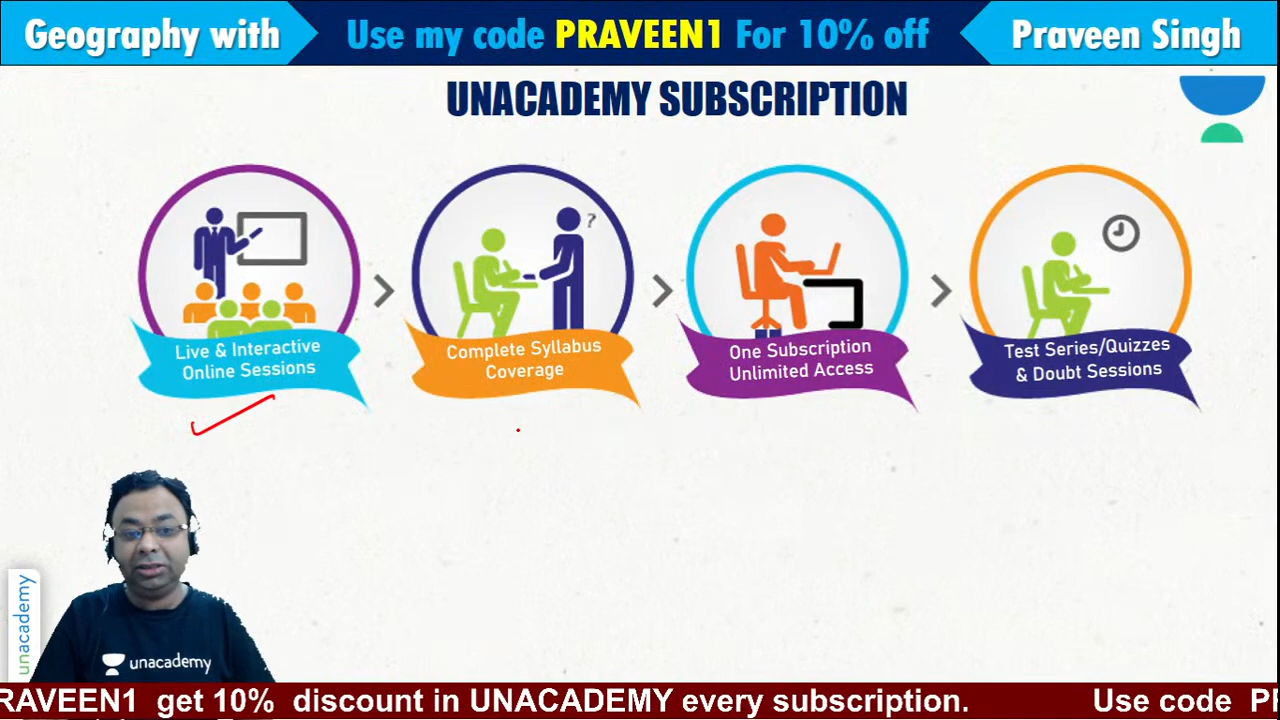 Geography with
Use my code PRAVEEN1 For 10% off
Praveen Singh
UNACADEMY SUBSCRIPTION
?
Live & Interactive
Online Sessions
Complete Syllabus
Coverage
One Subscription
Unlimited Access
Test Series/Quizzes
& Doubt Sessions
unacademy
unacademy
RAVEEN1 get 10% discount in UNACADEMY every subscription. Use code P